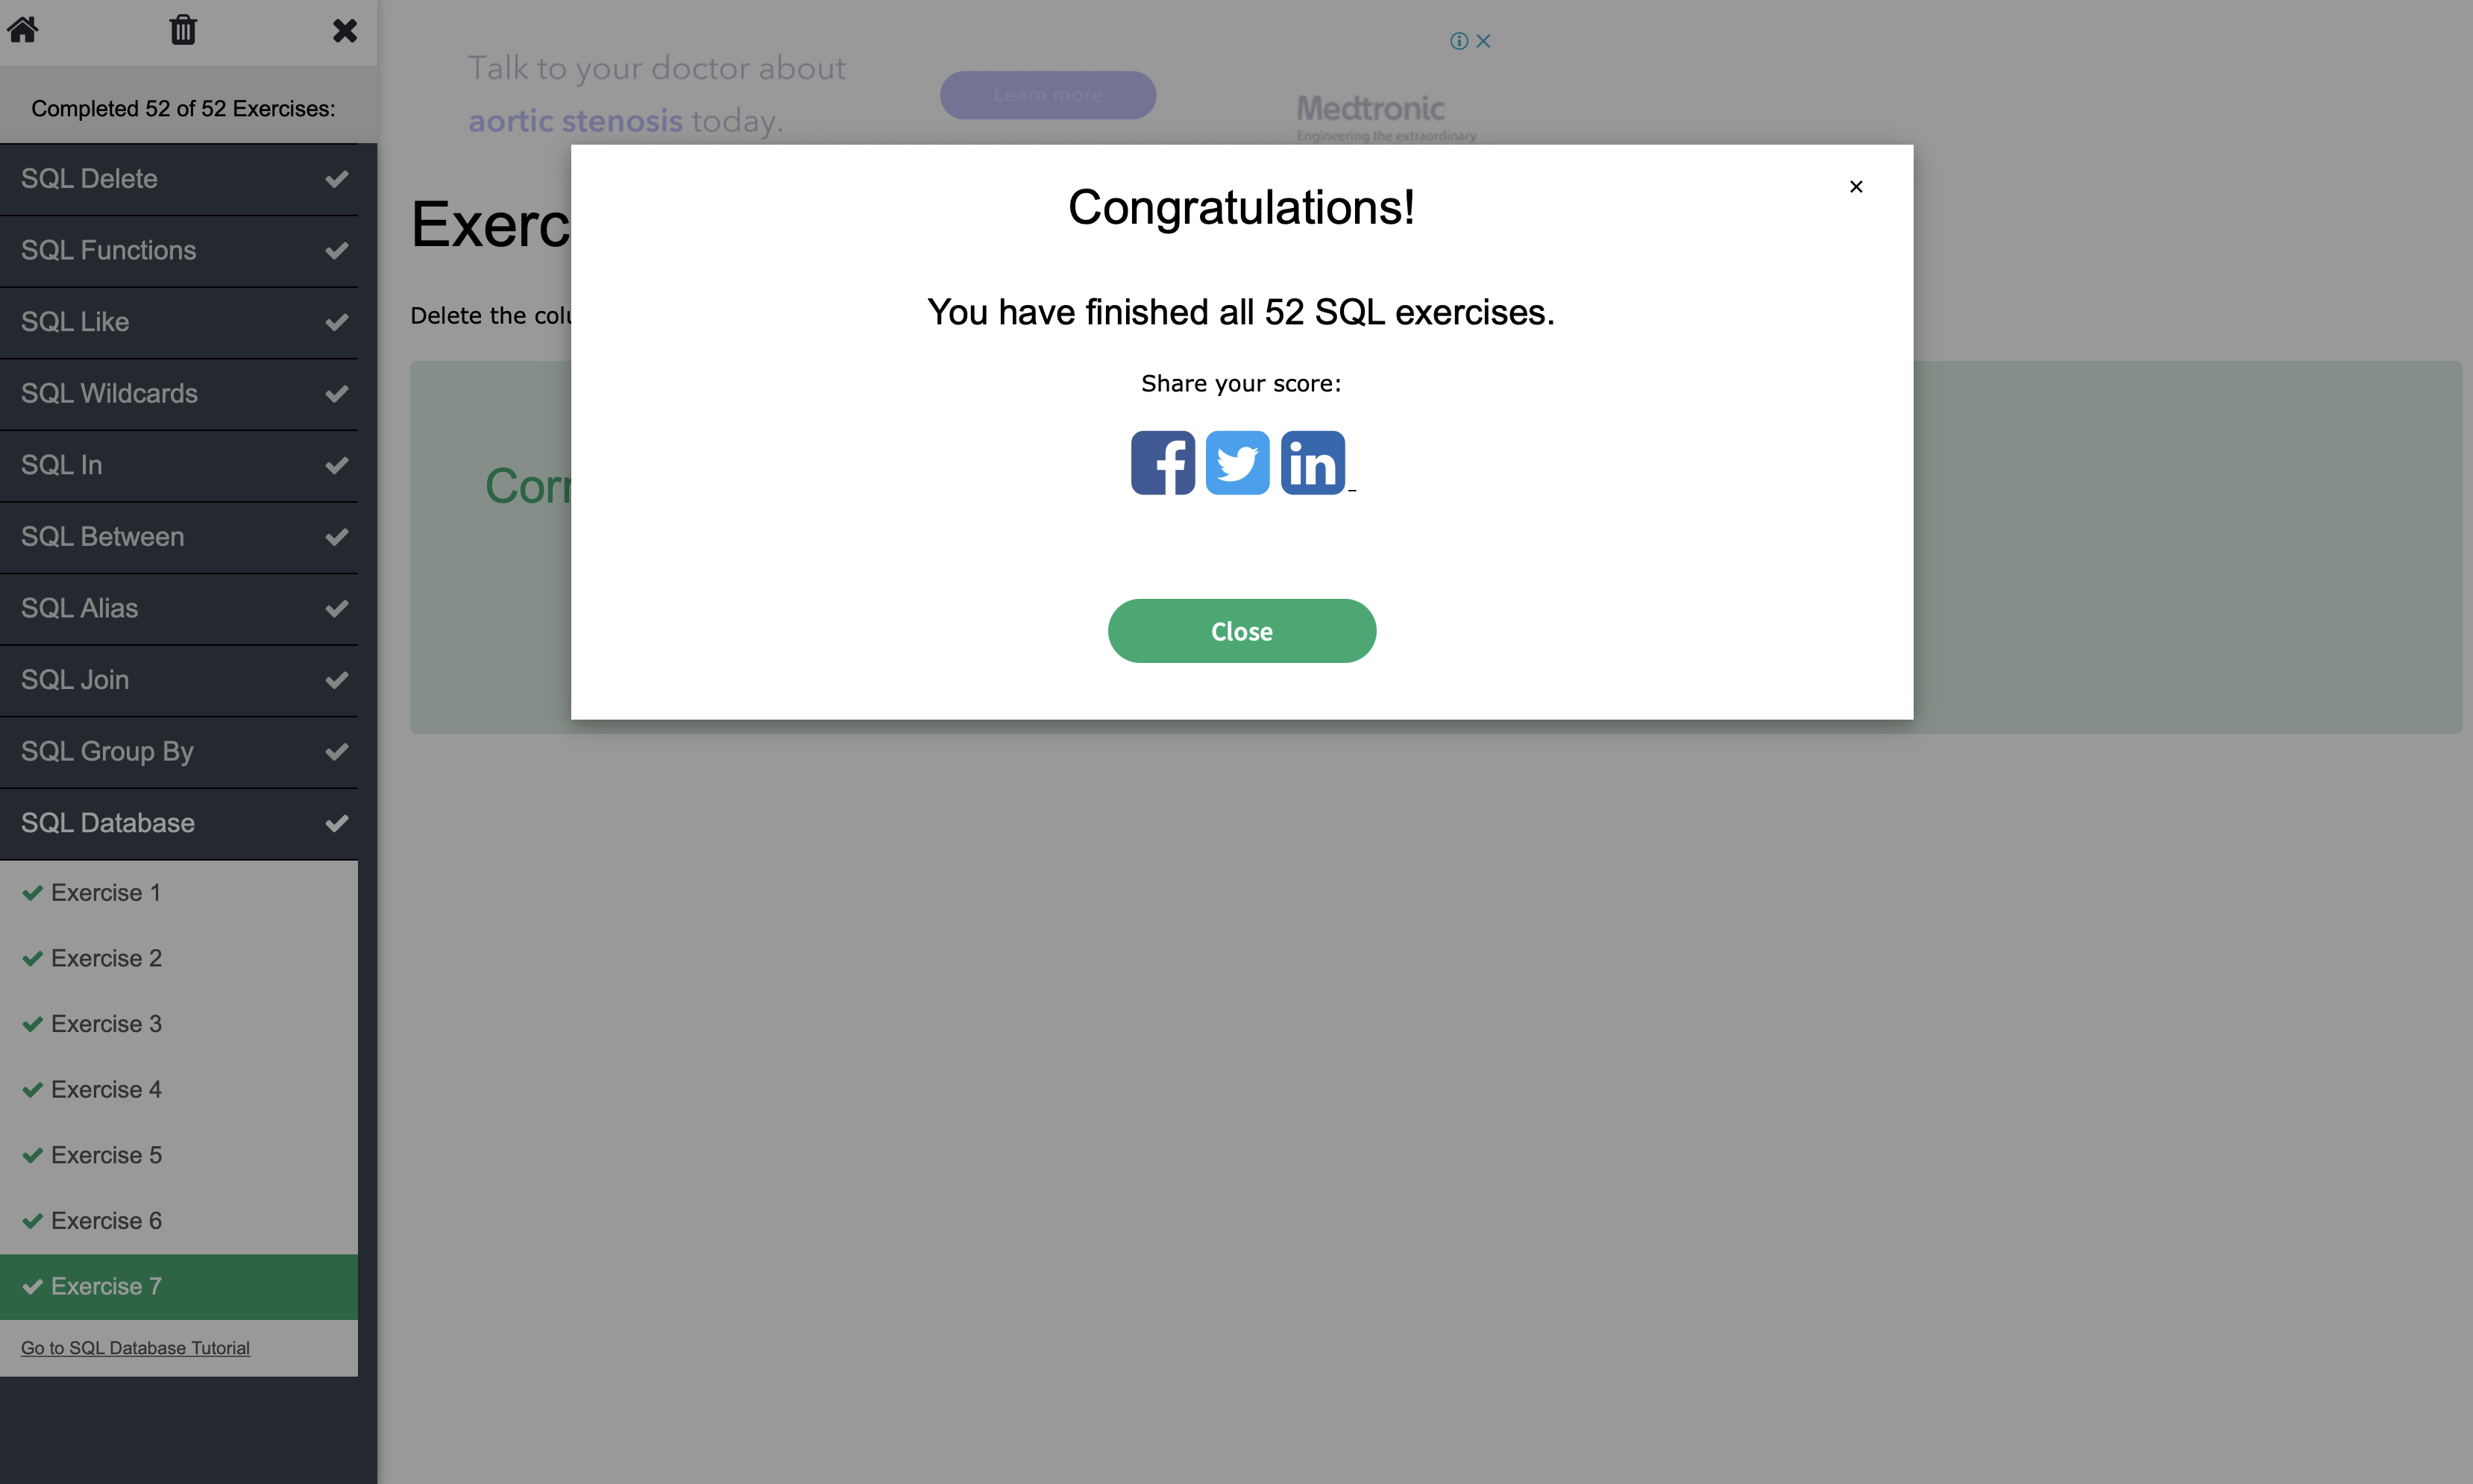 Completed 52 of 52 Exercises:
SQL Delete
SQL Functions
SQL Like
SQL Wildcards
SQL In
SQL Between
SQL Alias
SQL Join
SQL Group By
SQL Database
Exercise 1
Exercise 2
Exercise 3
Exercise 4
Exercise 5
Exercise 6
Exercise 7
Go to SQL Database Tutorial
Talk to your doctor about
aortic stenosis today.
Learn more
Medtronic
Engineering the extraordinary
Exerc
Delete the colu
Corr
Congratulations!
You have finished all 52 SQL exercises.
Share your score:
Close